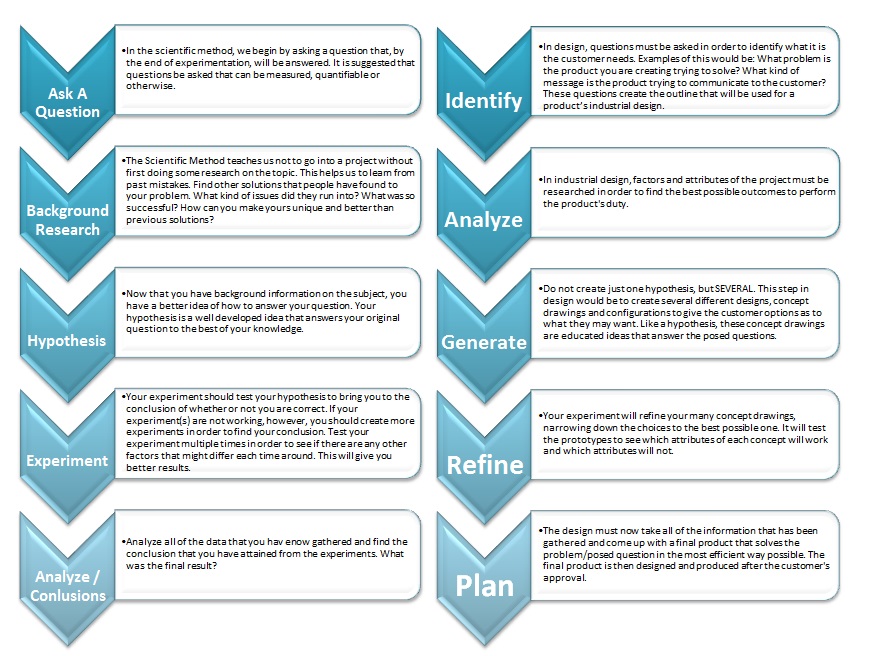 Ask A
Question
•In the scientific method, we begin by asking a question that, by
the end of experimentation, will be answered. It is suggested that
questions be asked that can be measured, quantifiable or
otherwise.
Background
Research
•The Scientific Method teaches us not to go into a project without
first doing some research on the topic. This helps us to learn from
past mistakes. Find other solutions that people have found to
your problem. What kind of issues did they run into? What was so
successful? How can you make yours unique and better than
previous solutions?
Hypothesis
•Now that you have background information on the subject, you
have a better idea of how to answer your question. Your
hypothesis is a well developed idea that answers your original
question to the best of your knowledge.
Experiment
•Your experiment should test your hypothesis to bring you to the
conclusion of whether or not you are correct. If your
experiment(s) are not working, however, you should create more
experiments in order to find your conclusion. Test your
experiment multiple times in order to see if there are any other
factors that might differ each time around. This will give you
better results.
Analyze /
Conlusions
•Analyze all of the data that you hav enow gathered and find the
conclusion that you have attained from the experiments. What
was the final result?
Identify
•In design, questions must be asked in order to identify what it is
the customer needs. Examples of this would be: What problem is
the product you are creating trying to solve? What kind of
message is the product trying to communicate to the customer?
These questions create the outline that will be used for a
product's industrial design.
Analyze
•In industrial design, factors and attributes of the project must be
researched in order to find the best possible outcomes to perform
the product's duty.
Generate
•Do not create just one hypothesis, but SEVERAL. This step in
design would be to create several different designs, concept
drawings and configurations to give the customer options as to
what they may want. Like a hypothesis, these concept drawings
are educated ideas that answer the posed questions.
Refine
•Your experiment will refine your many concept drawings,
narrowing down the choices to the best possible one. It will test
the prototypes to see which attributes of each concept will work
and which attributes will not.
Plan
•The design must now take all of the information that has been
gathered and come up with a final product that solves the
problem/posed question in the most efficient way possible. The
final product is then designed and produced after the customer's
approval.